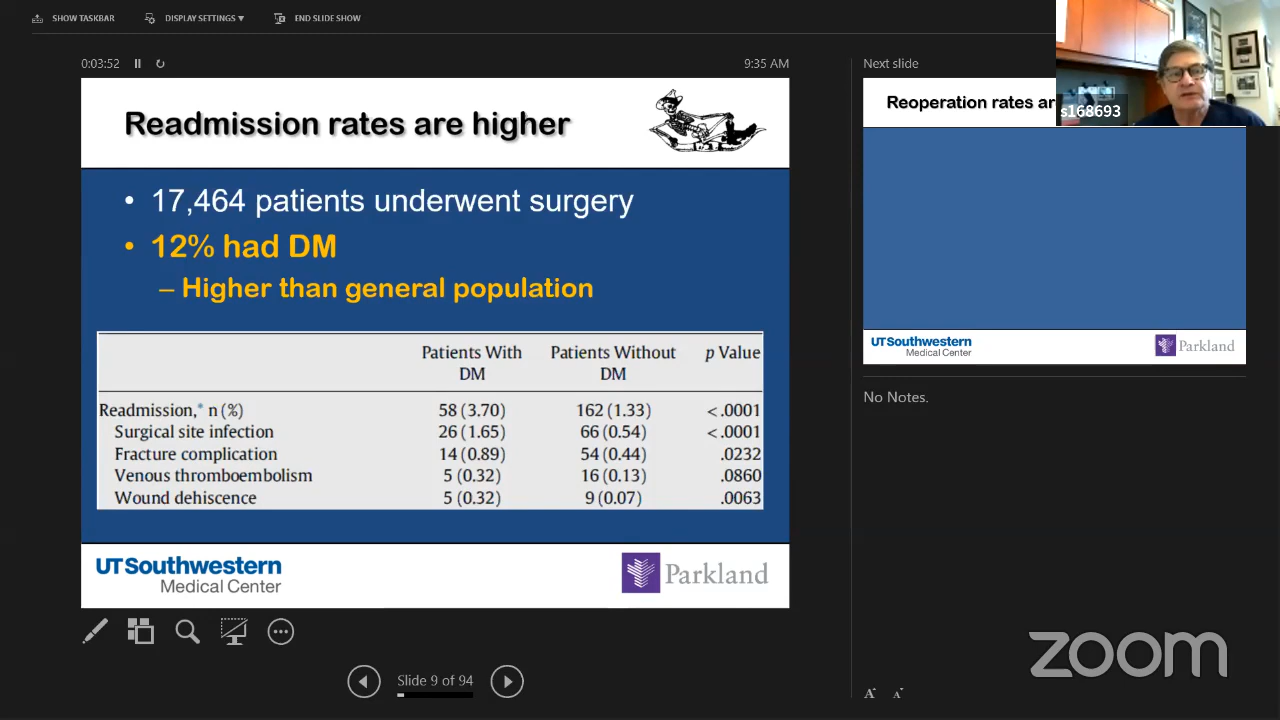 SHOW TASKBAR
DISPLAY SETTINGS ▼
END SLIDE SHOW
0:03:52
9:35 AM
Readmission rates are higher
• 17,464 patients underwent surgery
• 12% had DM
– Higher than general population
Patients With DM Patients Without DM p Value
Readmission,* n (%) 58 (3.70) 162 (1.33) <.0001
Surgical site infection 26 (1.65) 66 (0.54) <.0001
Fracture complication 14 (0.89) 54 (0.44) .0232
Venous thromboembolism 5 (0.32) 16 (0.13) .0860
Wound dehiscence 5 (0.32) 9 (0.07) .0063
UTSouthwestern
Medical Center
Parkland
Slide 9 of 94
Next slide
Reoperation rates ar
UTSouthwestern
Medical Center
Parkland
No Notes.
A A
s168693
zoom